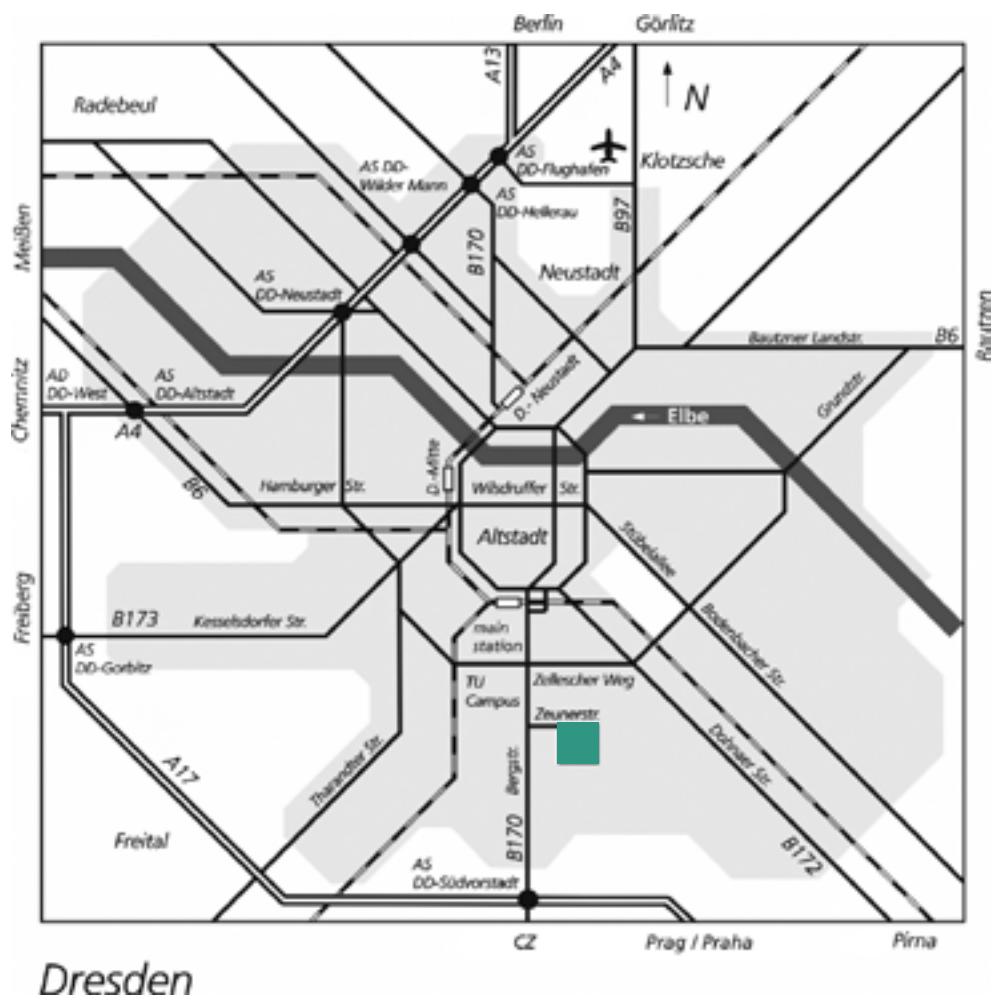 Berlin
Görlitz
A13
A4
N
Radebeul
AS
DD-Flughafen
Klotzsche
AS DD-
Wilder Mann
AS
DD-Hellerau
B97
Meißen
B170
Neustadt
AS
DD-Neustadt
Bautzen
Bautzner Landstr.
B6
Chemnitz
AD
DD-West
AS
DD-Altstadt
D.- Neustadt
Grundstr.
A4
Elbe
D.-Mitte
B6
Hamburger Str.
Wilsdruffer Str.
Altstadt
Stübelallee
Freiberg
B173
Kesselsdorfer Str.
main
station
Bodenbacher Str.
AS
DD-Gorbitz
TU
Campus
Zellescher Weg
Zeunerstr.
A17
Tharandter Str.
Bergstr.
Dohnaer Str.
Freital
B170
B172
AS
DD-Südvorstadt
CZ
Prag / Praha
Pirna
Dresden